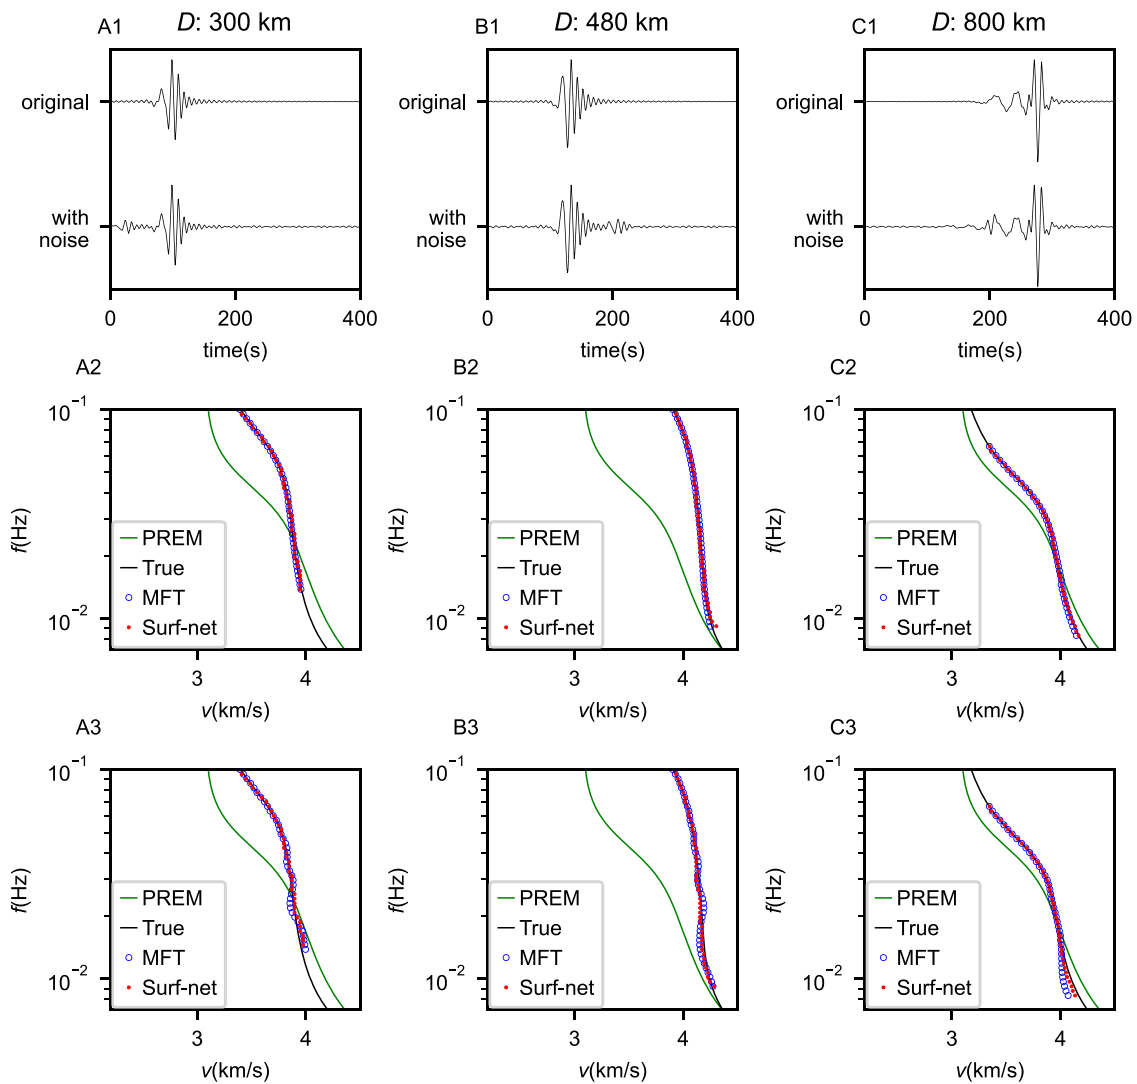 A1 D: 300 km
B1 D: 480 km
C1 D: 800 km
original
original
original
with
noise
with
noise
with
noise
0 200 400
0 200 400
0 200 400
time(s)
time(s)
time(s)
A2
B2
C2
10⁻¹
10⁻¹
10⁻¹
f(Hz)
f(Hz)
f(Hz)
PREM
True
MFT
Surf-net
PREM
True
MFT
Surf-net
PREM
True
MFT
Surf-net
10⁻²
10⁻²
10⁻²
3 4
3 4
3 4
v(km/s)
v(km/s)
v(km/s)
A3
B3
C3
10⁻¹
10⁻¹
10⁻¹
f(Hz)
f(Hz)
f(Hz)
PREM
True
MFT
Surf-net
PREM
True
MFT
Surf-net
PREM
True
MFT
Surf-net
10⁻²
10⁻²
10⁻²
3 4
3 4
3 4
v(km/s)
v(km/s)
v(km/s)